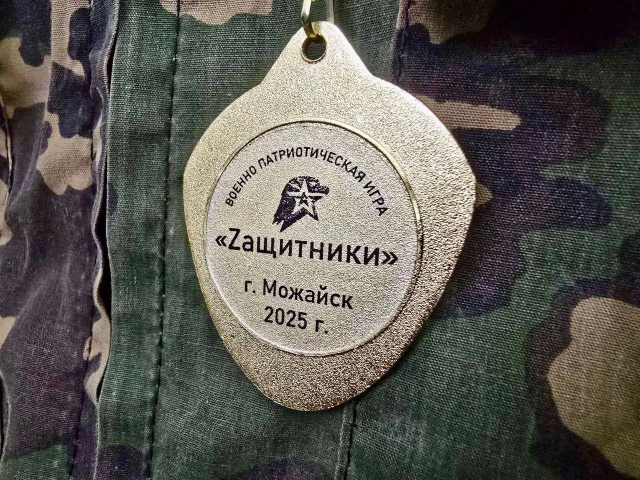 ВОЕННО ПАТРИОТИЧЕСКАЯ ИГРА
«Zащитники»
г. Можайск
2025 г.